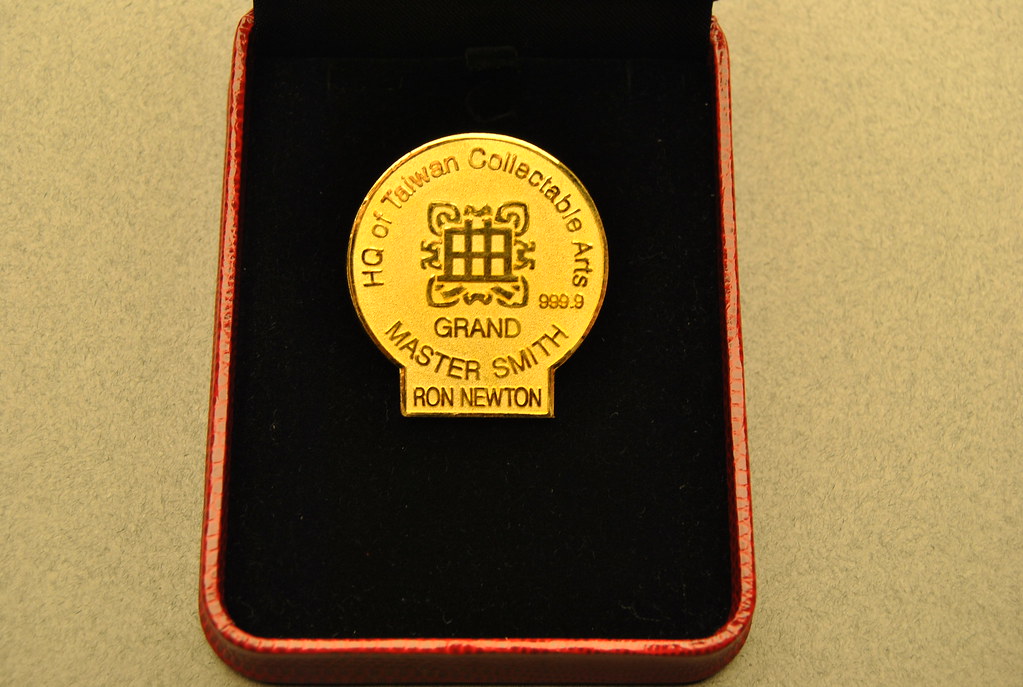 HQ of Taiwan Collectable Arts
999.9
GRAND
MASTER SMITH
RON NEWTON